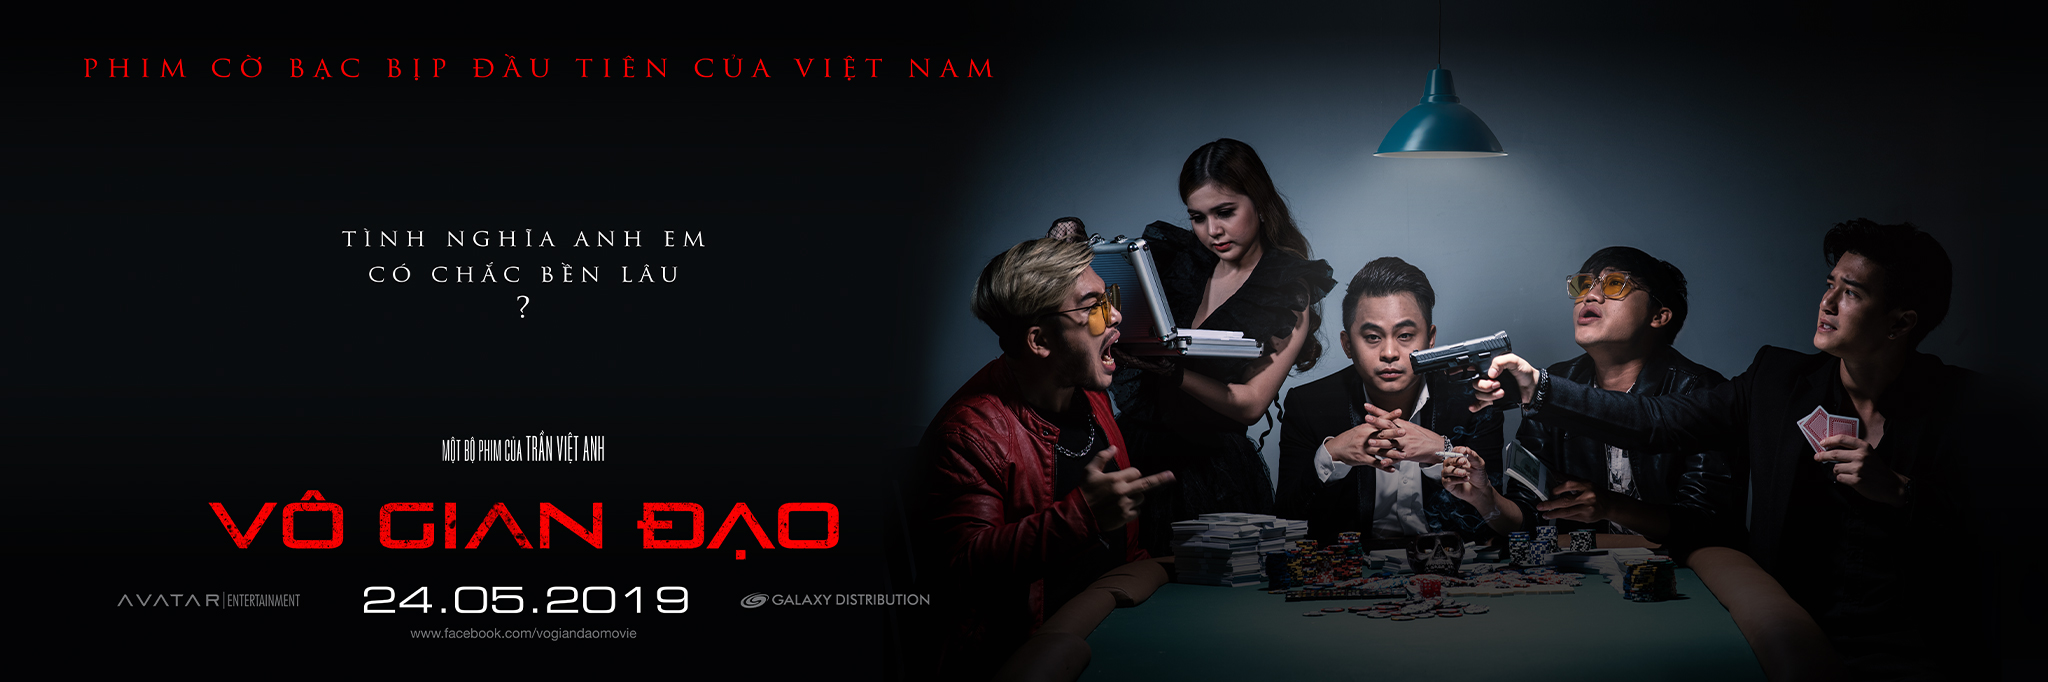 PHIM CỜ BẠC BỊP ĐẦU TIÊN CỦA VIỆT NAM
TÌNH NGHĨA ANH EM
CÓ CHẮC BỀN LÂU
?
MỘT BỘ PHIM CỦA TRẦN VIỆT ANH
VÔ GIAN ĐẠO
AVATAR | ENTERTAINMENT
24.05.2019
GALAXY DISTRIBUTION
www.facebook.com/vogiandaomovie